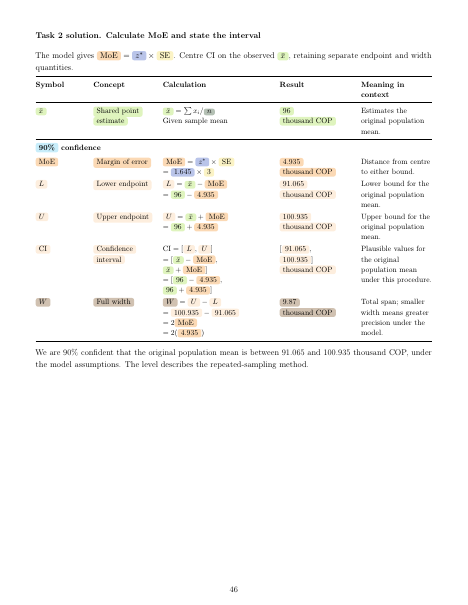 Task 2 solution. Calculate MoE and state the interval
The model gives MoE = z* × SE . Centre CI on the observed x̄ , retaining separate endpoint and width
quantities.
Symbol Concept Calculation Result Meaning in
context
x̄ Shared point x̄ = ∑ xᵢ/n 96 Estimates the
estimate Given sample mean thousand COP original population
mean.
90% confidence
MoE Margin of error MoE = z* × SE 4.935 Distance from centre
= 1.645 × 3 thousand COP to either bound.
L Lower endpoint L = x̄ − MoE 91.065 Lower bound for the
= 96 − 4.935 thousand COP original population
mean.
U Upper endpoint U = x̄ + MoE 100.935 Upper bound for the
= 96 + 4.935 thousand COP original population
mean.
CI Confidence CI = [ L , U ] [ 91.065 , Plausible values for
interval = [ x̄ − MoE , 100.935 ] the original
x̄ + MoE ] thousand COP population mean
= [ 96 − 4.935 , under this procedure.
96 + 4.935 ]
W Full width W = U − L 9.87 Total span; smaller
= 100.935 − 91.065 thousand COP width means greater
= 2 MoE precision under the
= 2( 4.935 ) model.
We are 90% confident that the original population mean is between 91.065 and 100.935 thousand COP, under
the model assumptions. The level describes the repeated-sampling method.
46